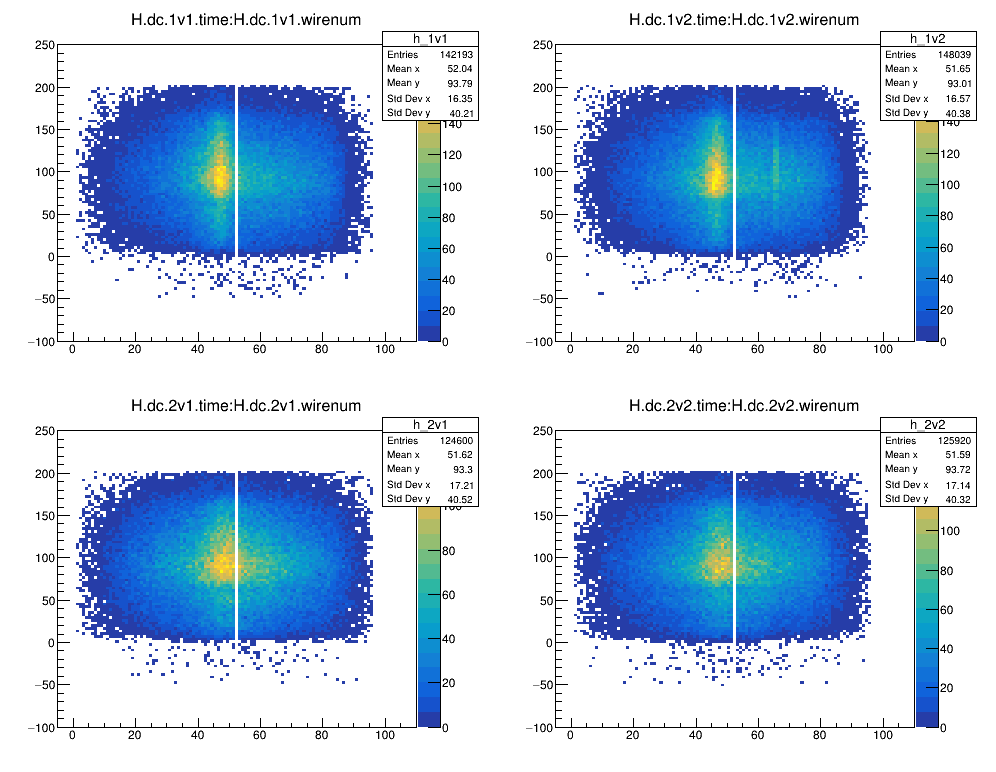 H.dc.1v1.time:H.dc.1v1.wirenum
h_1v1
Entries 142193
Mean x 52.04
Mean y 93.79
Std Dev x 16.35
Std Dev y 40.21
250
200
150
100
50
0
−50
−100
0 20 40 60 80 100
140
120
100
80
60
40
20
0
H.dc.1v2.time:H.dc.1v2.wirenum
h_1v2
Entries 148039
Mean x 51.65
Mean y 93.01
Std Dev x 16.57
Std Dev y 40.38
250
200
150
100
50
0
−50
−100
0 20 40 60 80 100
140
120
100
80
60
40
20
0
H.dc.2v1.time:H.dc.2v1.wirenum
h_2v1
Entries 124600
Mean x 51.62
Mean y 93.3
Std Dev x 17.21
Std Dev y 40.52
250
200
150
100
50
0
−50
−100
0 20 40 60 80 100
100
80
60
40
20
0
H.dc.2v2.time:H.dc.2v2.wirenum
h_2v2
Entries 125920
Mean x 51.59
Mean y 93.72
Std Dev x 17.14
Std Dev y 40.32
250
200
150
100
50
0
−50
−100
0 20 40 60 80 100
100
80
60
40
20
0